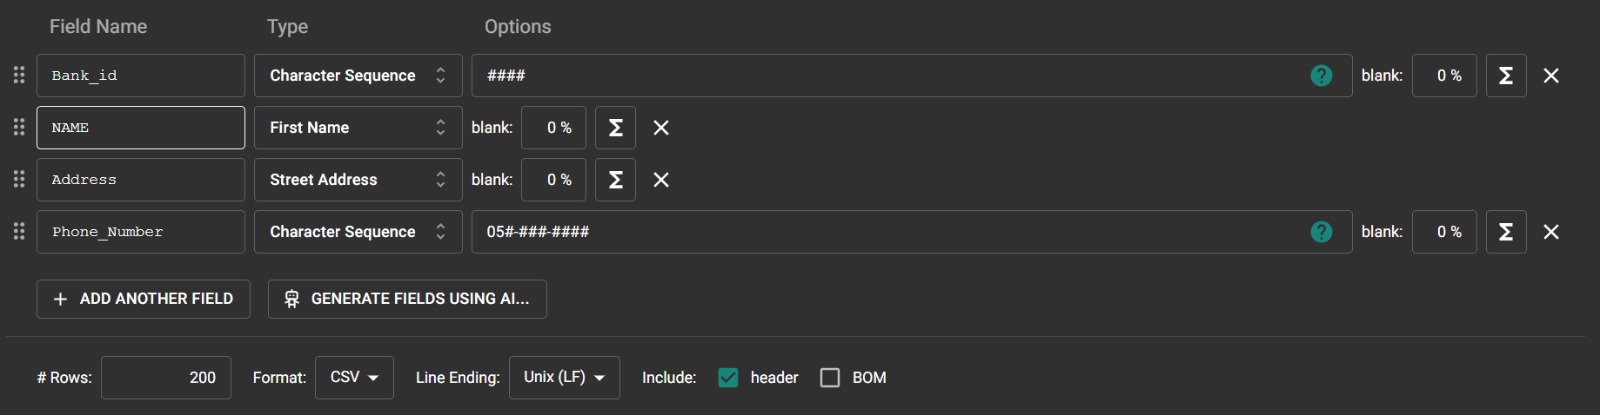 Field Name Type Options
Bank_id Character Sequence #### ? blank: 0 % Σ
NAME First Name blank: 0 % Σ
Address Street Address blank: 0 % Σ
Phone_Number Character Sequence 05#-###-#### ? blank: 0 % Σ
+ ADD ANOTHER FIELD GENERATE FIELDS USING AI...
# Rows: 200 Format: CSV Line Ending: Unix (LF) Include: header BOM